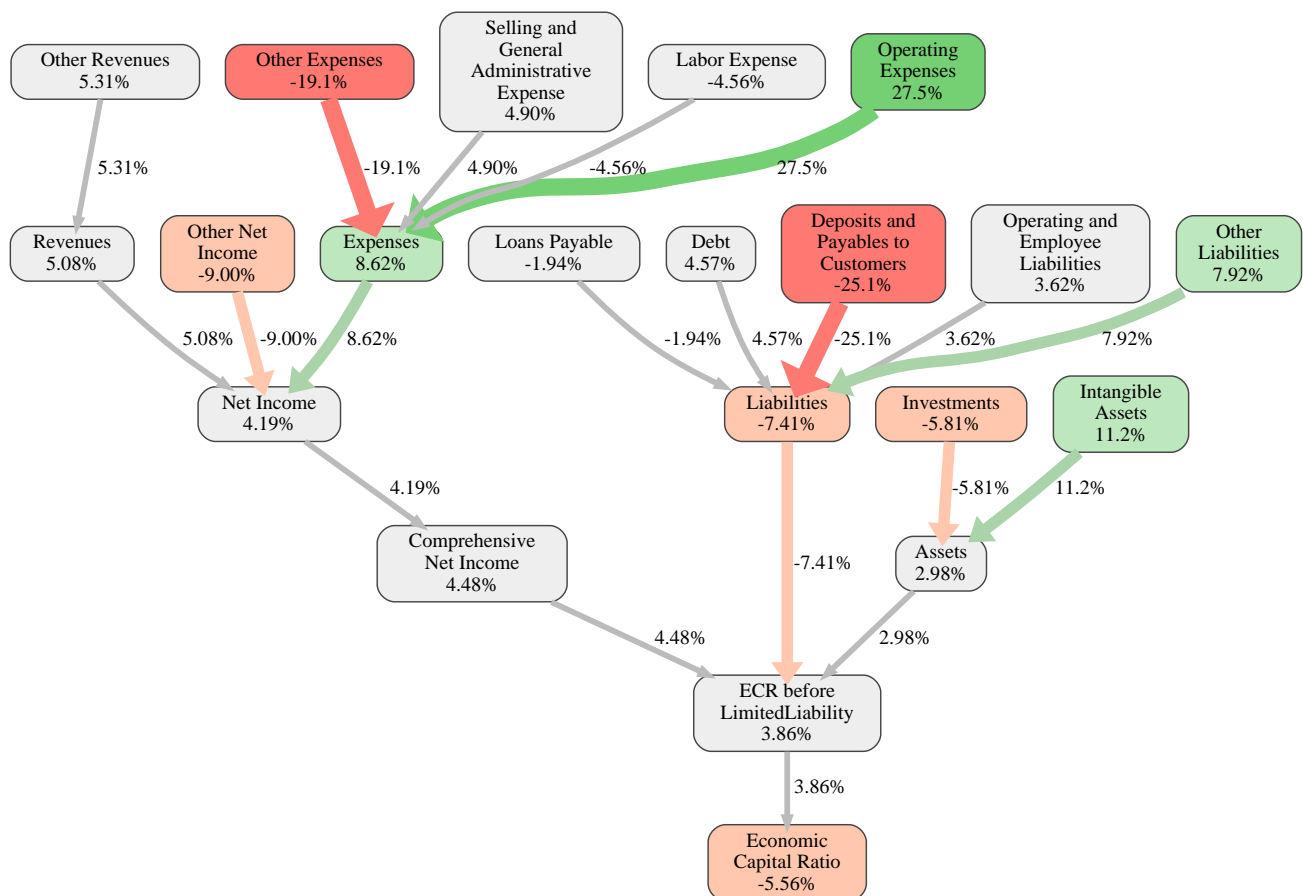 Other Revenues
5.31%
Other Expenses
-19.1%
Selling and
General
Administrative
Expense
4.90%
Labor Expense
-4.56%
Operating
Expenses
27.5%
5.31%
-19.1%
4.90%
-4.56%
27.5%
Revenues
5.08%
Other Net
Income
-9.00%
Expenses
8.62%
Loans Payable
-1.94%
Debt
4.57%
Deposits and
Payables to
Customers
-25.1%
Operating and
Employee
Liabilities
3.62%
Other
Liabilities
7.92%
5.08%
-9.00%
8.62%
-1.94%
4.57%
-25.1%
3.62%
7.92%
Net Income
4.19%
Liabilities
-7.41%
Investments
-5.81%
Intangible
Assets
11.2%
4.19%
-7.41%
-5.81%
11.2%
Comprehensive
Net Income
4.48%
Assets
2.98%
4.48%
2.98%
ECR before
LimitedLiability
3.86%
3.86%
Economic
Capital Ratio
-5.56%